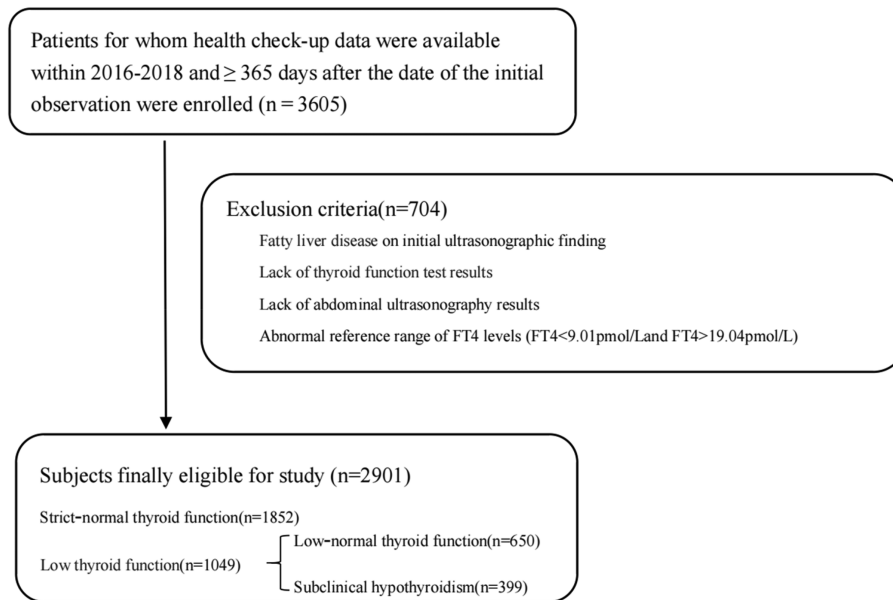 Patients for whom health check-up data were available
within 2016-2018 and ≥ 365 days after the date of the initial
observation were enrolled (n = 3605)
Exclusion criteria(n=704)
Fatty liver disease on initial ultrasonographic finding
Lack of thyroid function test results
Lack of abdominal ultrasonography results
Abnormal reference range of FT4 levels (FT4<9.01pmol/Land FT4>19.04pmol/L)
Subjects finally eligible for study (n=2901)
Strict-normal thyroid function(n=1852)
Low-normal thyroid function(n=650)
Low thyroid function(n=1049)
Subclinical hypothyroidism(n=399)